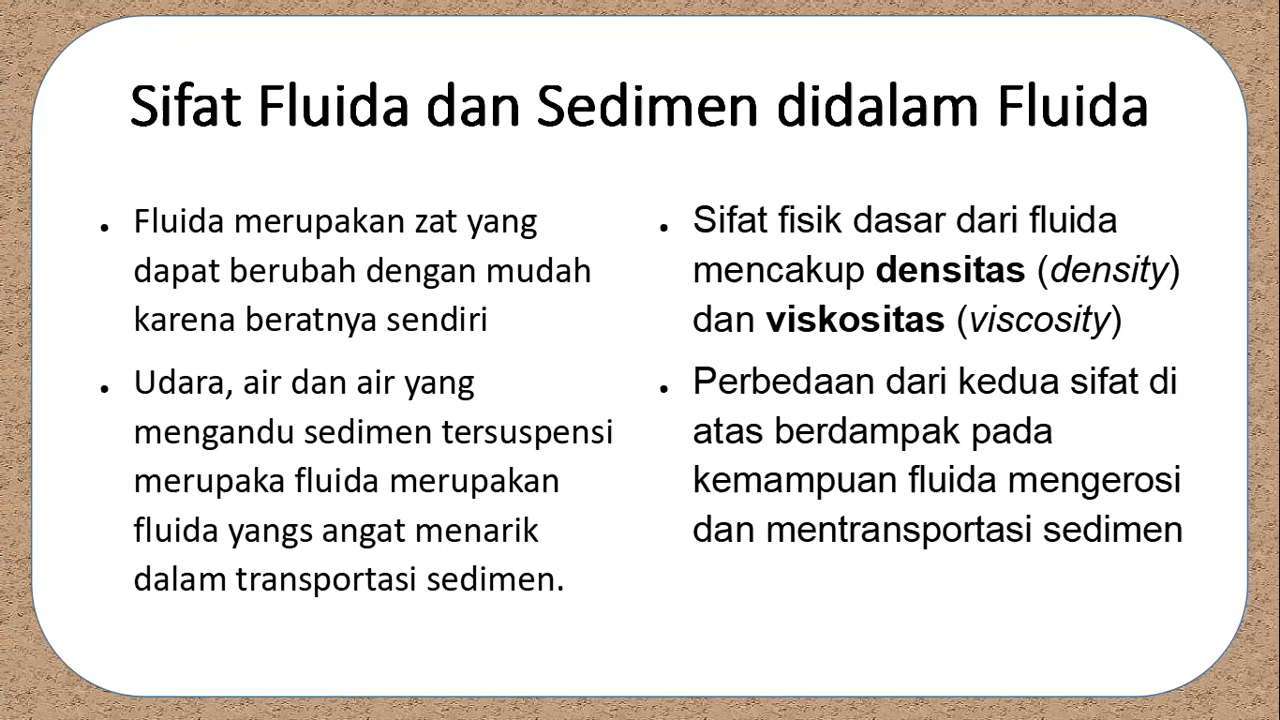 Sifat Fluida dan Sedimen didalam Fluida
• Fluida merupakan zat yang
dapat berubah dengan mudah
karena beratnya sendiri
• Udara, air dan air yang
mengandu sedimen tersuspensi
merupaka fluida merupakan
fluida yangs angat menarik
dalam transportasi sedimen.
• Sifat fisik dasar dari fluida
mencakup densitas (density)
dan viskositas (viscosity)
• Perbedaan dari kedua sifat di
atas berdampak pada
kemampuan fluida mengerosi
dan mentransportasi sedimen